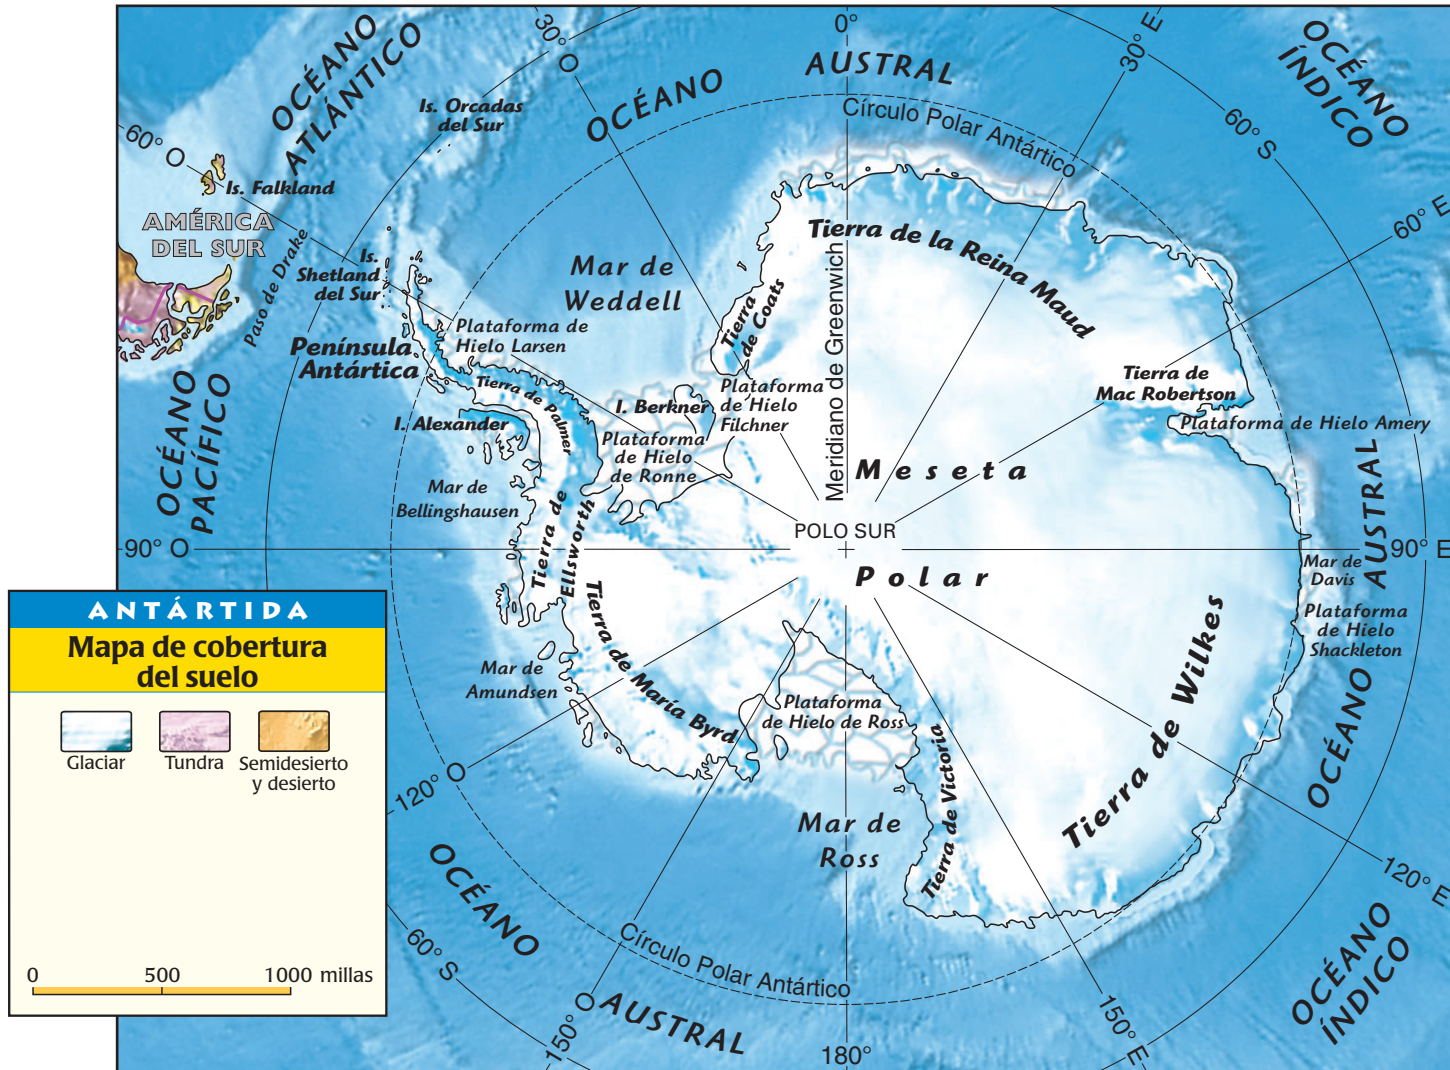 OCÉANO
ATLÁNTICO
30° O
0°
30° E
OCÉANO
ÍNDICO
OCÉANO
AUSTRAL
Círculo Polar Antártico
60° S
60° O
Is. Orcadas
del Sur
Is. Falkland
AMÉRICA
DEL SUR
Paso de Drake
Is.
Shetland
del Sur
60° E
Mar de
Weddell
Tierra de la Reina Maud
Tierra
de Coats
Meridiano de Greenwich
Península
Antártica
Plataforma de
Hielo Larsen
Tierra de Palmer
I. Alexander
I. Berkner
Plataforma
de Hielo
Filchner
Plataforma
de Hielo
de Ronne
Tierra de
Mac Robertson
Plataforma de Hielo Amery
OCÉANO
PACÍFICO
Mar de
Bellingshausen
Meseta
Polar
POLO SUR
90° O
90° E
Tierra de
Ellsworth
Mar de
Davis
Plataforma
de Hielo
Shackleton
AUSTRAL
OCÉANO
Tierra de María Byrd
Mar de
Amundsen
Plataforma
de Hielo de Ross
Tierra de Victoria
Tierra de Wilkes
Mar de
Ross
120° O
120° E
OCÉANO
AUSTRAL
60° S
Círculo Polar Antártico
150° O
180°
150° E
OCÉANO
ÍNDICO
ANTÁRTIDA
Mapa de cobertura
del suelo
Glaciar
Tundra
Semidesierto
y desierto
0 500 1000 millas